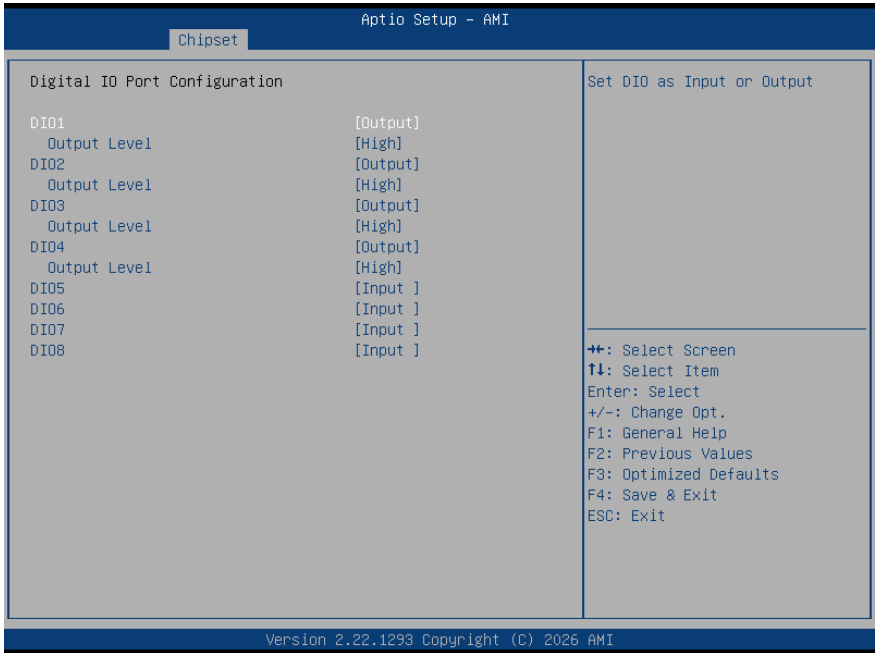 Aptio Setup – AMI
Chipset
Digital IO Port Configuration
DIO1 [Output]
Output Level [High]
DIO2 [Output]
Output Level [High]
DIO3 [Output]
Output Level [High]
DIO4 [Output]
Output Level [High]
DIO5 [Input ]
DIO6 [Input ]
DIO7 [Input ]
DIO8 [Input ]
Set DIO as Input or Output
→←: Select Screen
↑↓: Select Item
Enter: Select
+/-: Change Opt.
F1: General Help
F2: Previous Values
F3: Optimized Defaults
F4: Save & Exit
ESC: Exit
Version 2.22.1293 Copyright (C) 2026 AMI